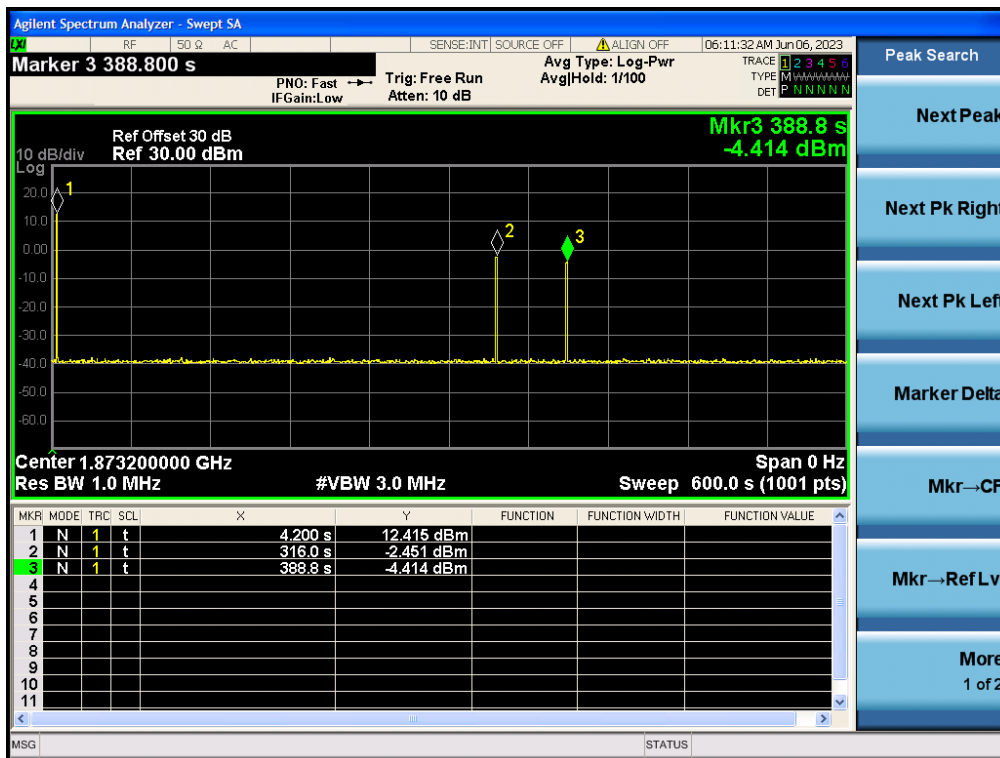 Agilent Spectrum Analyzer - Swept SA
LXI RF 50 Ω AC SENSE:INT SOURCE OFF ALIGN OFF 06:11:32 AM Jun 06, 2023
Marker 3 388.800 s
PNO: Fast
IFGain:Low
Trig: Free Run
Atten: 10 dB
Avg Type: Log-Pwr
Avg|Hold: 1/100
TRACE 1 2 3 4 5 6
TYPE M
DET P N N N N N
Ref Offset 30 dB
10 dB/div Ref 30.00 dBm
Log
Mkr3 388.8 s
-4.414 dBm
20.0
10.0
0.00
-10.0
-20.0
-30.0
-40.0
-50.0
-60.0
1
2
3
Center 1.873200000 GHz Span 0 Hz
Res BW 1.0 MHz #VBW 3.0 MHz Sweep 600.0 s (1001 pts)
MKR MODE TRC SCL X Y FUNCTION FUNCTION WIDTH FUNCTION VALUE
1 N 1 t 4.200 s 12.415 dBm
2 N 1 t 316.0 s -2.451 dBm
3 N 1 t 388.8 s -4.414 dBm
4
5
6
7
8
9
10
11
MSG STATUS
Peak Search
Next Peak
Next Pk Right
Next Pk Left
Marker Delta
Mkr→CF
Mkr→Ref Lv
More
1 of 2